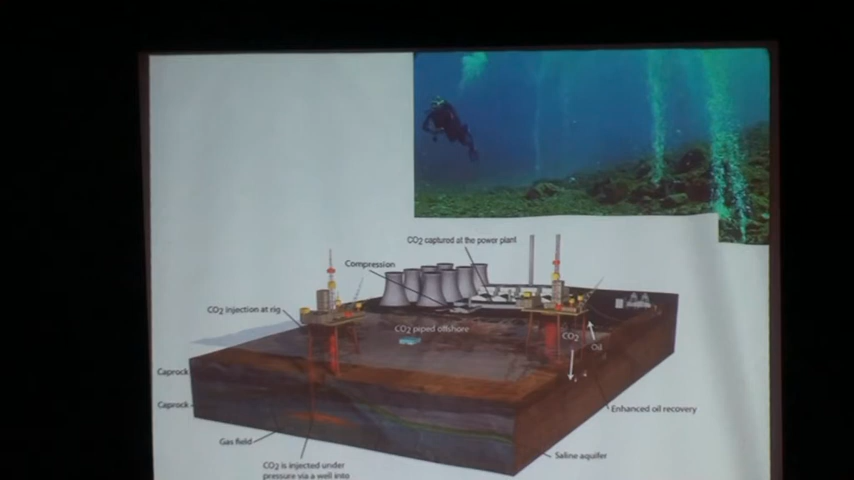 CO2 captured at the power plant
Compression
CO2 injection at rig
CO2 piped offshore
CO2
Oil
Caprock
Caprock
Enhanced oil recovery
Gas field
Saline aquifer
CO2 is injected under
pressure via a well into